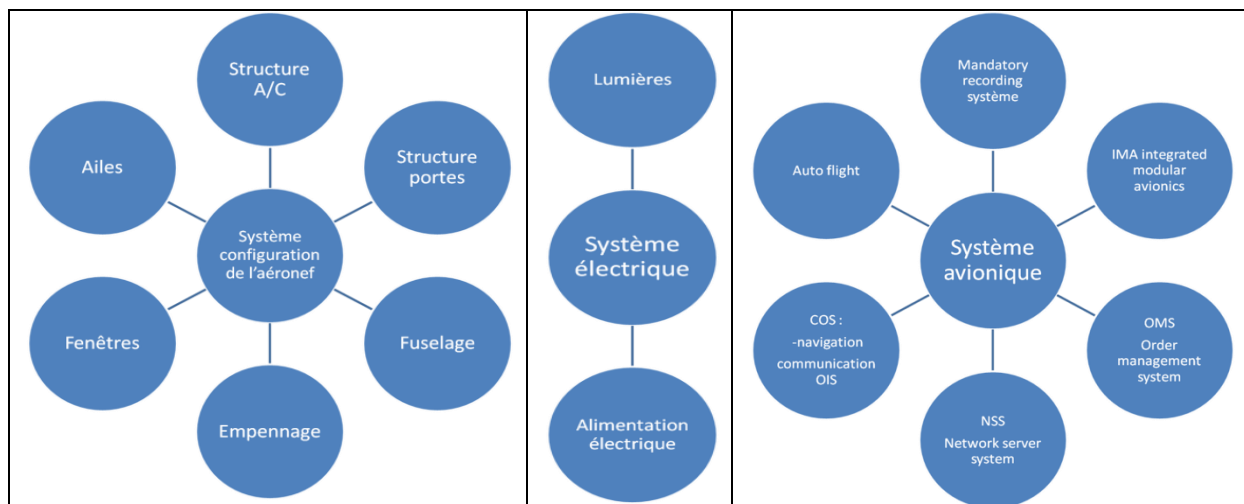 Structure
A/C
Ailes
Structure
portes
Système
configuration
de l'aéronef
Fenêtres
Fuselage
Empennage
Lumières
Système
électrique
Alimentation
électrique
Mandatory
recording
système
Auto flight
IMA integrated
modular
avionics
Système
avionique
COS :
-navigation
communication
OIS
OMS
Order
management
system
NSS
Network server
system